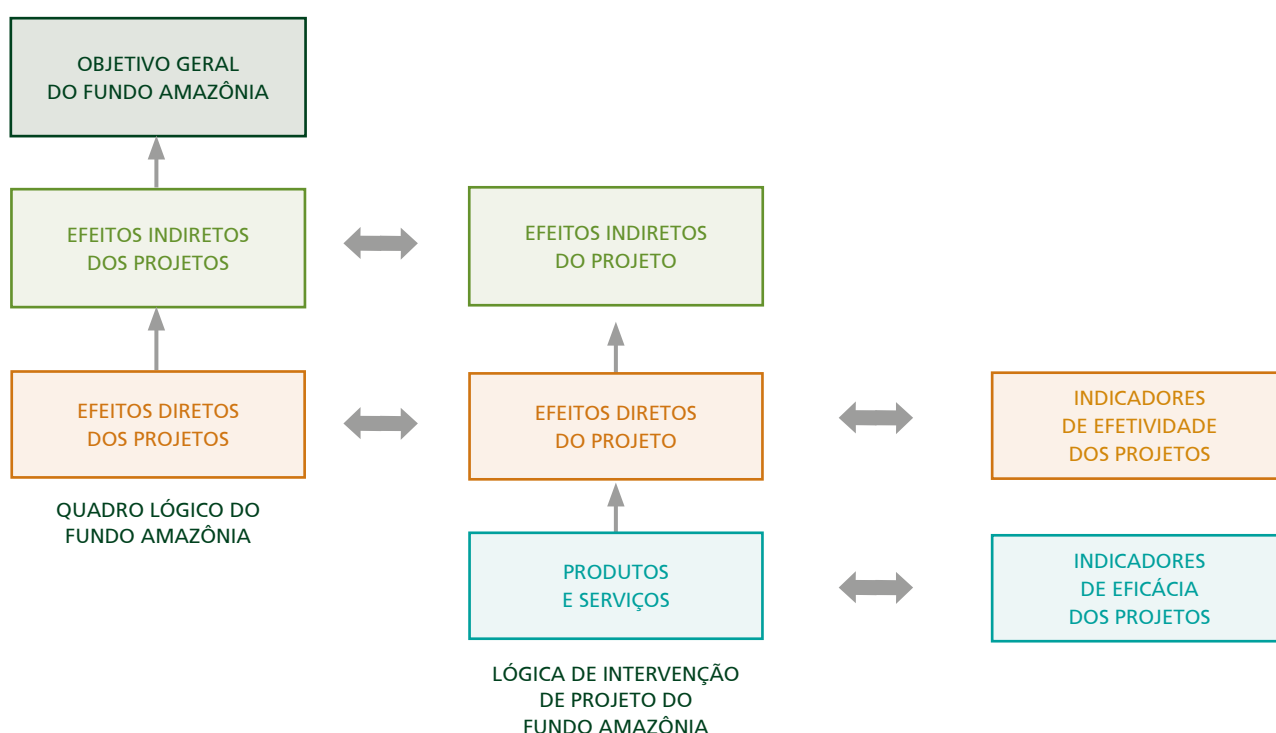 OBJETIVO GERAL
DO FUNDO AMAZÔNIA
EFEITOS INDIRETOS
DOS PROJETOS
EFEITOS INDIRETOS
DO PROJETO
EFEITOS DIRETOS
DOS PROJETOS
EFEITOS DIRETOS
DO PROJETO
INDICADORES
DE EFETIVIDADE
DOS PROJETOS
QUADRO LÓGICO DO
FUNDO AMAZÔNIA
PRODUTOS
E SERVIÇOS
INDICADORES
DE EFICÁCIA
DOS PROJETOS
LÓGICA DE INTERVENÇÃO
DE PROJETO DO
FUNDO AMAZÔNIA